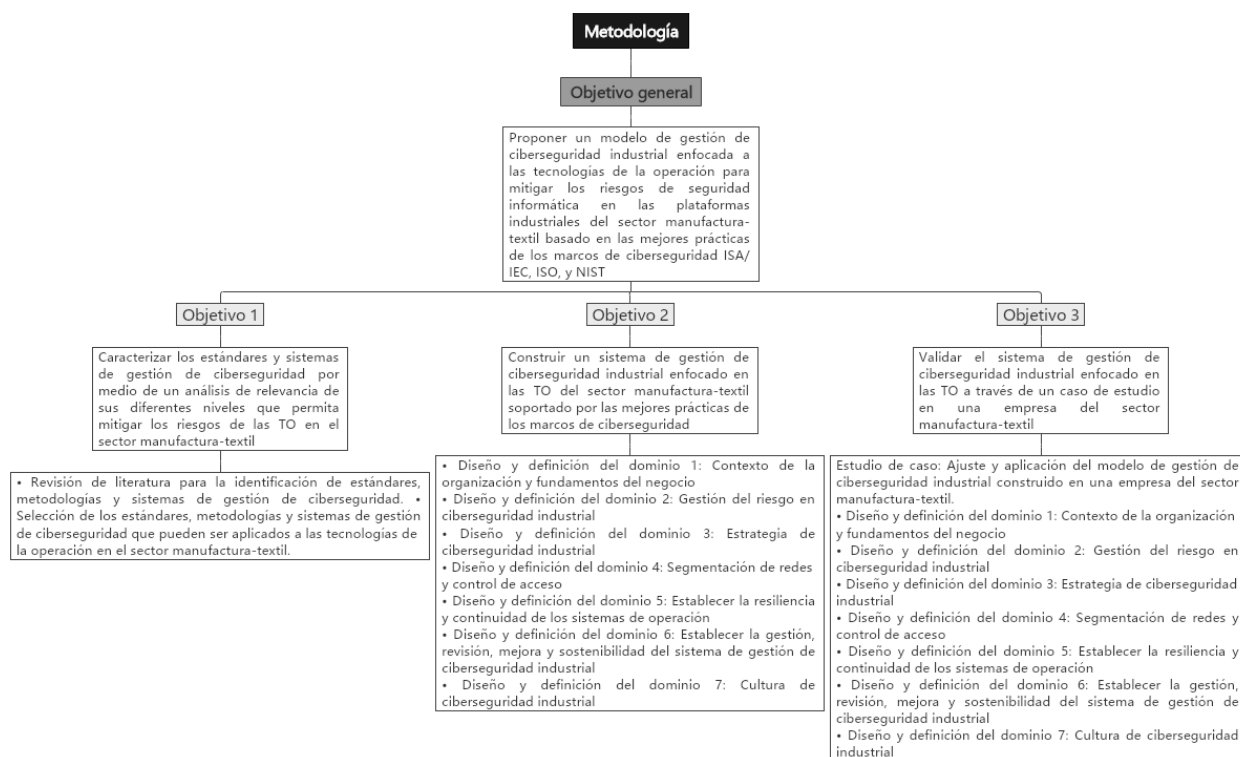 Metodología
Objetivo general
Proponer un modelo de gestión de
ciberseguridad industrial enfocada a
las tecnologías de la operación para
mitigar los riesgos de seguridad
informática en las plataformas
industriales del sector manufactura-
textil basado en las mejores prácticas
de los marcos de ciberseguridad ISA/
IEC, ISO, y NIST
Objetivo 1
Caracterizar los estándares y sistemas
de gestión de ciberseguridad por
medio de un análisis de relevancia de
sus diferentes niveles que permita
mitigar los riesgos de las TO en el
sector manufactura-textil
• Revisión de literatura para la identificación de estándares,
metodologías y sistemas de gestión de ciberseguridad. •
Selección de los estándares, metodologías y sistemas de gestión
de ciberseguridad que pueden ser aplicados a las tecnologías de
la operación en el sector manufactura-textil.
Objetivo 2
Construir un sistema de gestión de
ciberseguridad industrial enfocado en
las TO del sector manufactura-textil
soportado por las mejores prácticas de
los marcos de ciberseguridad
• Diseño y definición del dominio 1: Contexto de la
organización y fundamentos del negocio
• Diseño y definición del dominio 2: Gestión del riesgo en
ciberseguridad industrial
• Diseño y definición del dominio 3: Estrategia de
ciberseguridad industrial
• Diseño y definición del dominio 4: Segmentación de redes
y control de acceso
• Diseño y definición del dominio 5: Establecer la resiliencia
y continuidad de los sistemas de operación
• Diseño y definición del dominio 6: Establecer la gestión,
revisión, mejora y sostenibilidad del sistema de gestión de
ciberseguridad industrial
• Diseño y definición del dominio 7: Cultura de
ciberseguridad industrial
Objetivo 3
Validar el sistema de gestión de
ciberseguridad industrial enfocado en
las TO a través de un caso de estudio
en una empresa del sector
manufactura-textil
Estudio de caso: Ajuste y aplicación del modelo de gestión de
ciberseguridad industrial construido en una empresa del sector
manufactura-textil.
• Diseño y definición del dominio 1: Contexto de la organización
y fundamentos del negocio
• Diseño y definición del dominio 2: Gestión del riesgo en
ciberseguridad industrial
• Diseño y definición del dominio 3: Estrategía de ciberseguridad
industrial
• Diseño y definición del dominio 4: Segmentación de redes y
control de acceso
• Diseño y definición del dominio 5: Establecer la resiliencia y
continuidad de los sistemas de operación
• Diseño y definición del dominio 6: Establecer la gestión,
revisión, mejora y sostenibilidad del sistema de gestión de
ciberseguridad industrial
• Diseño y definición del dominio 7: Cultura de ciberseguridad
industrial